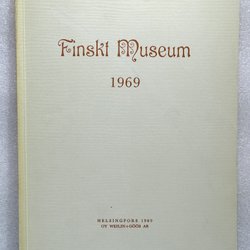 Finskt Museum
1969
HELSINGFORS 1969
OY WEILIN+GÖÖS AB